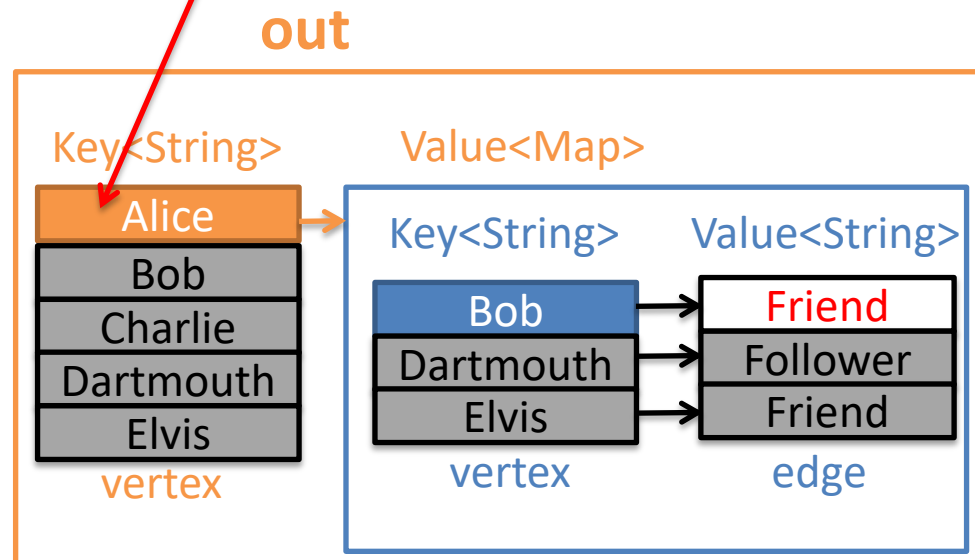 out
Key<String>
Value<Map>
Alice
Bob
Charlie
Dartmouth
Elvis
vertex
Key<String>
Value<String>
Bob
Friend
Dartmouth
Follower
Elvis
Friend
vertex
edge